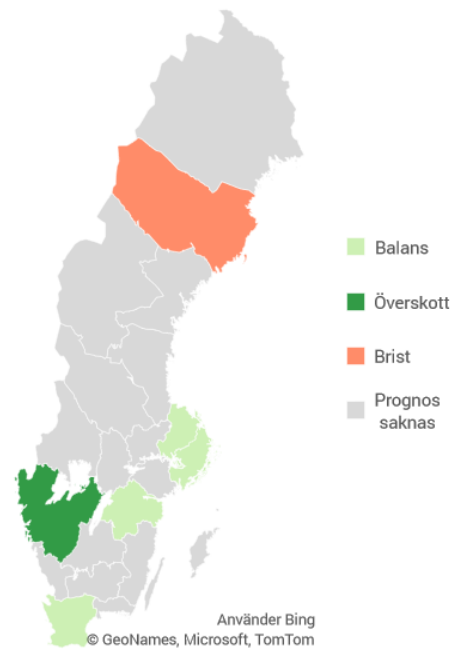 Balans
Överskott
Brist
Prognos
saknas
Använder Bing
© GeoNames, Microsoft, TomTom